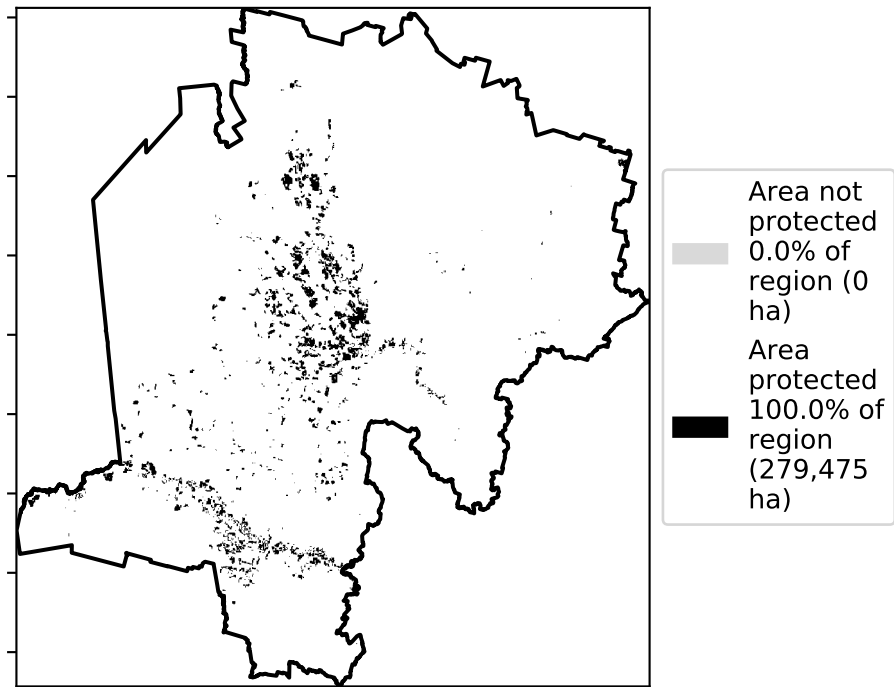 Area not
protected
0.0% of
region (0
ha)
Area
protected
100.0% of
region
(279,475
ha)